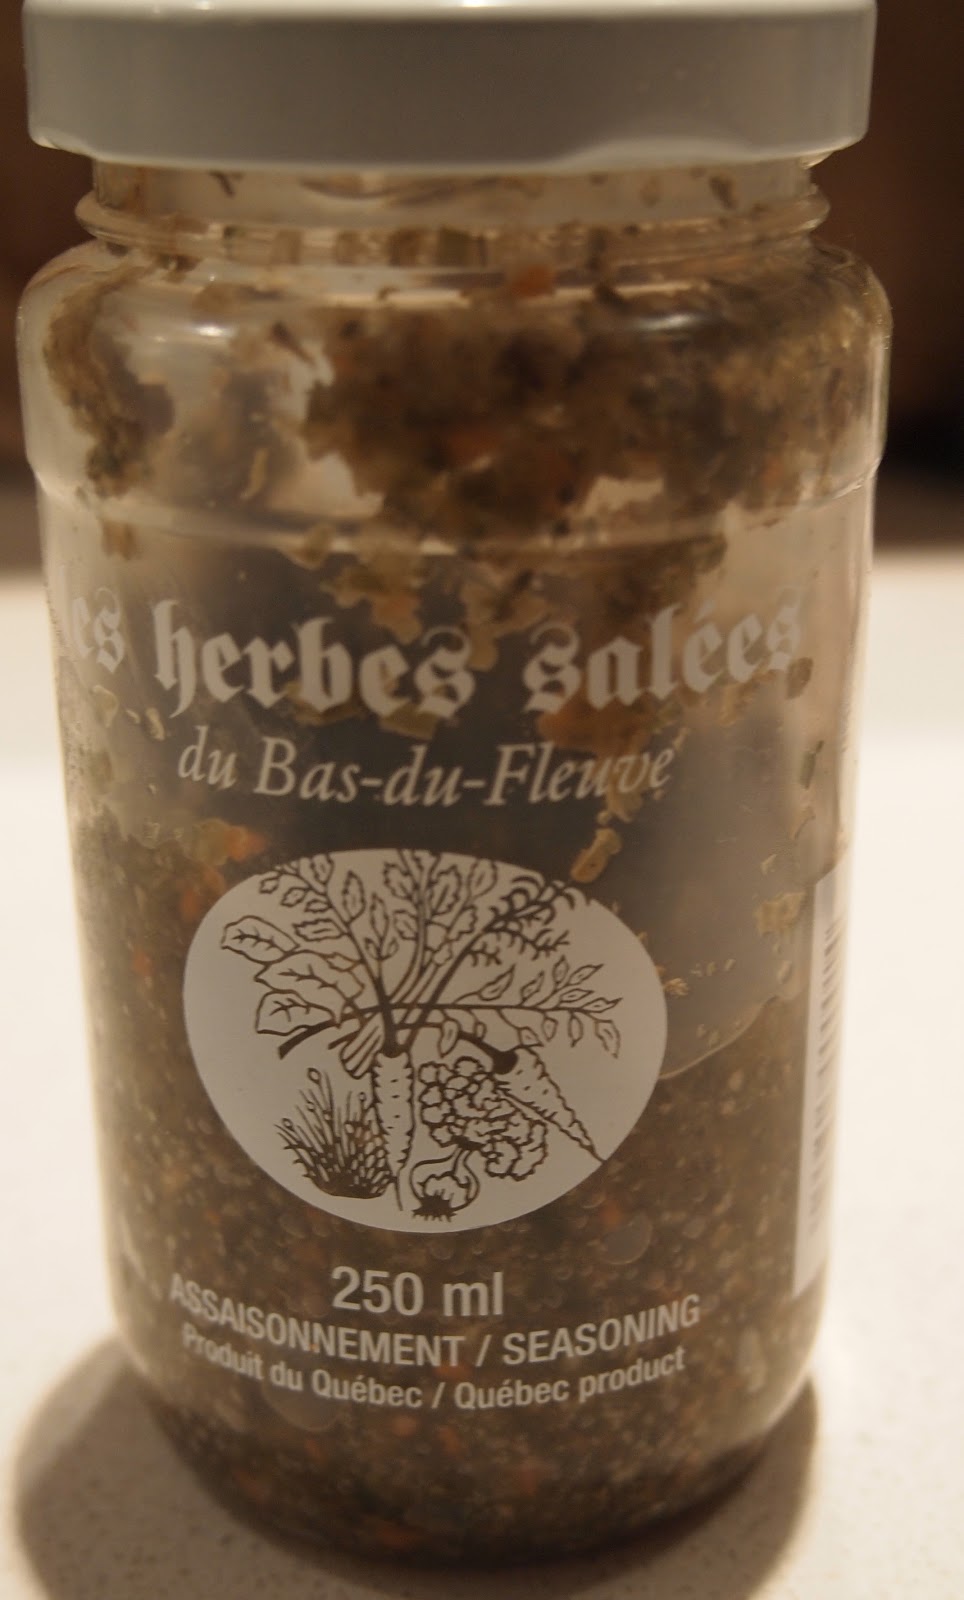 les herbes salées
du Bas-du-Fleuve
250 ml
ASSAISONNEMENT / SEASONING
Produit du Québec / Québec product